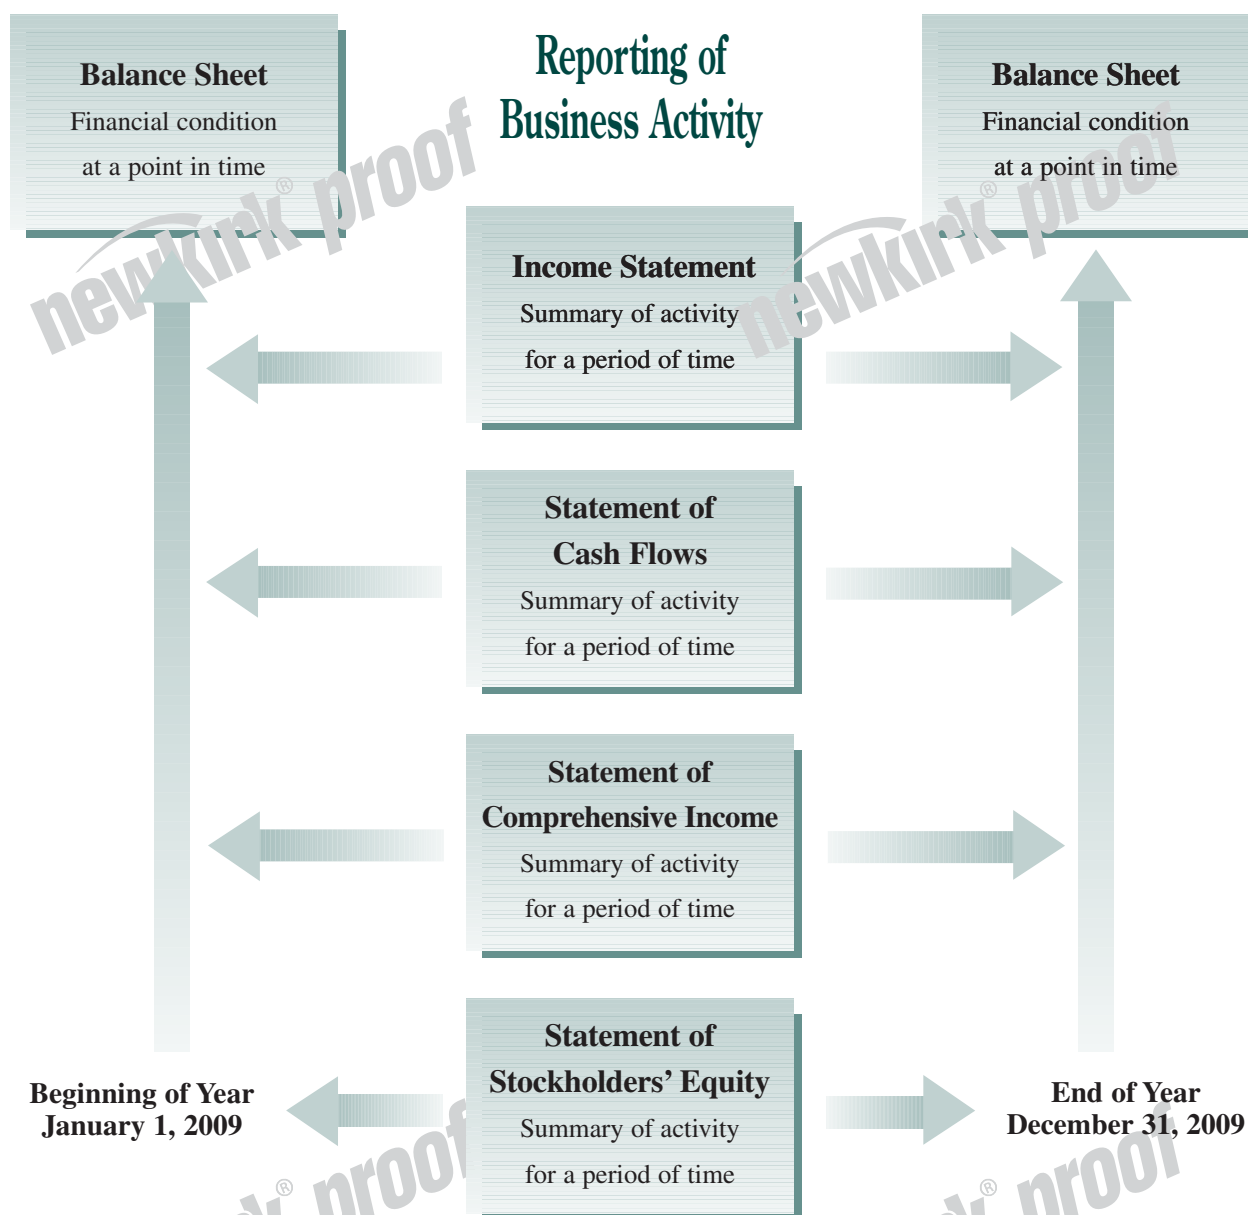 Balance Sheet
Financial condition
at a point in time
Reporting of
Business Activity
Balance Sheet
Financial condition
at a point in time
newkirk® proof
newkirk® proof
Income Statement
Summary of activity
for a period of time
Statement of
Cash Flows
Summary of activity
for a period of time
Statement of
Comprehensive Income
Summary of activity
for a period of time
Statement of
Stockholders’ Equity
Summary of activity
for a period of time
Beginning of Year
January 1, 2009
End of Year
December 31, 2009
® proof
® proof